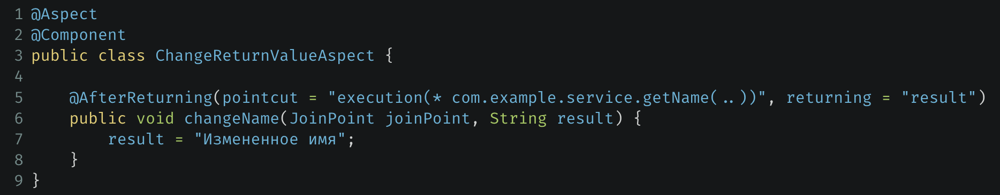 1 @Aspect
2 @Component
3 public class ChangeReturnValueAspect {
4
5     @AfterReturning(pointcut = "execution(* com.example.service.getName(..))", returning = "result")
6     public void changeName(JoinPoint joinPoint, String result) {
7         result = "Измененное имя";
8     }
9 }